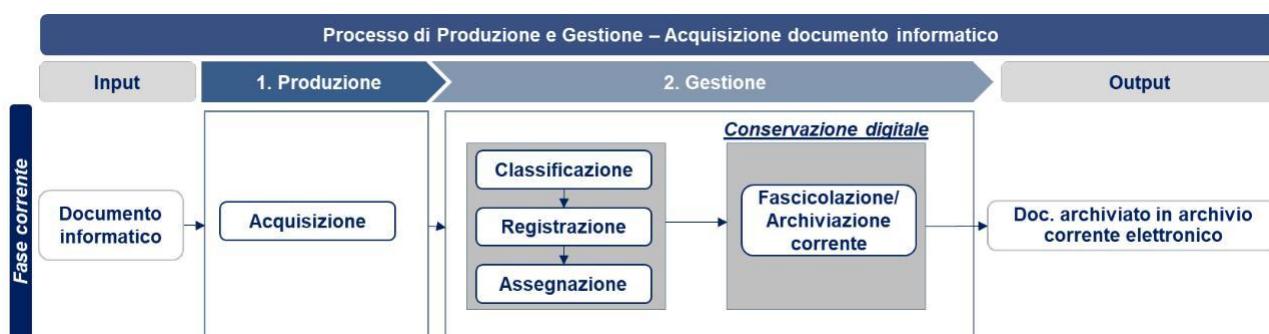 Processo di Produzione e Gestione – Acquisizione documento informatico
Input
1. Produzione
2. Gestione
Output
Fase corrente
Documento
informatico
Acquisizione
Classificazione
Registrazione
Assegnazione
Conservazione digitale
Fascicolazione/
Archiviazione
corrente
Doc. archiviato in archivio
corrente elettronico